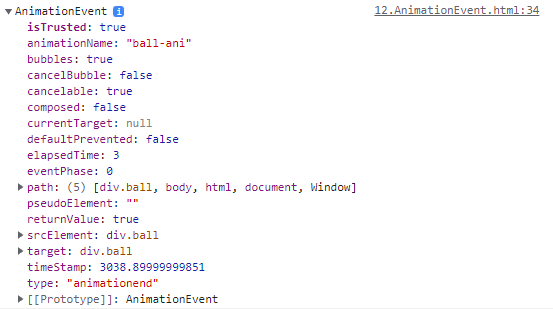 ▼AnimationEvent i 12.AnimationEvent.html:34
isTrusted: true
animationName: "ball-ani"
bubbles: true
cancelBubble: false
cancelable: true
composed: false
currentTarget: null
defaultPrevented: false
elapsedTime: 3
eventPhase: 0
▶path: (5) [div.ball, body, html, document, Window]
pseudoElement: ""
returnValue: true
▶srcElement: div.ball
▶target: div.ball
timeStamp: 3038.89999999851
type: "animationend"
▶[[Prototype]]: AnimationEvent